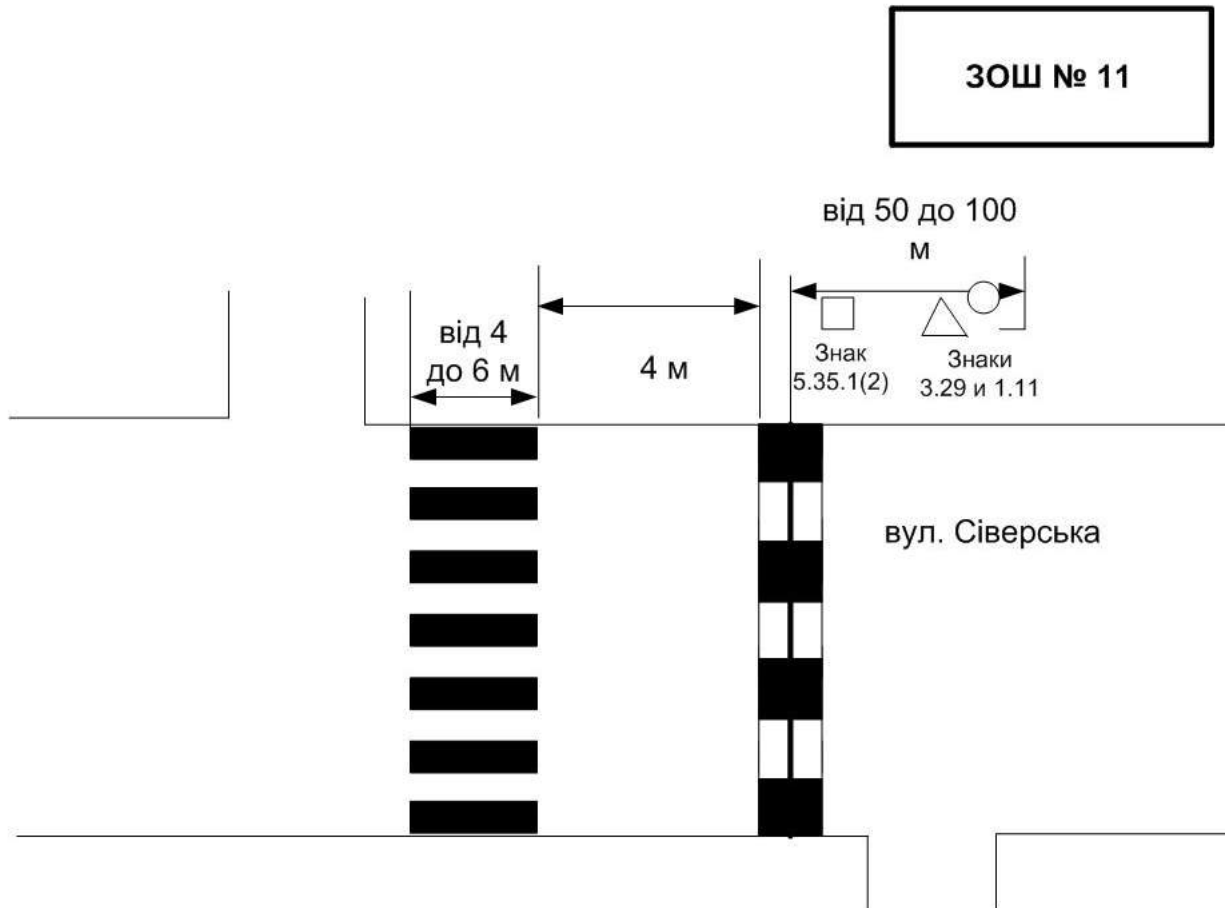 ЗОШ № 11
від 50 до 100
м
від 4
до 6 м
4 м
Знак
5.35.1(2)
Знаки
3.29 и 1.11
вул. Сіверська